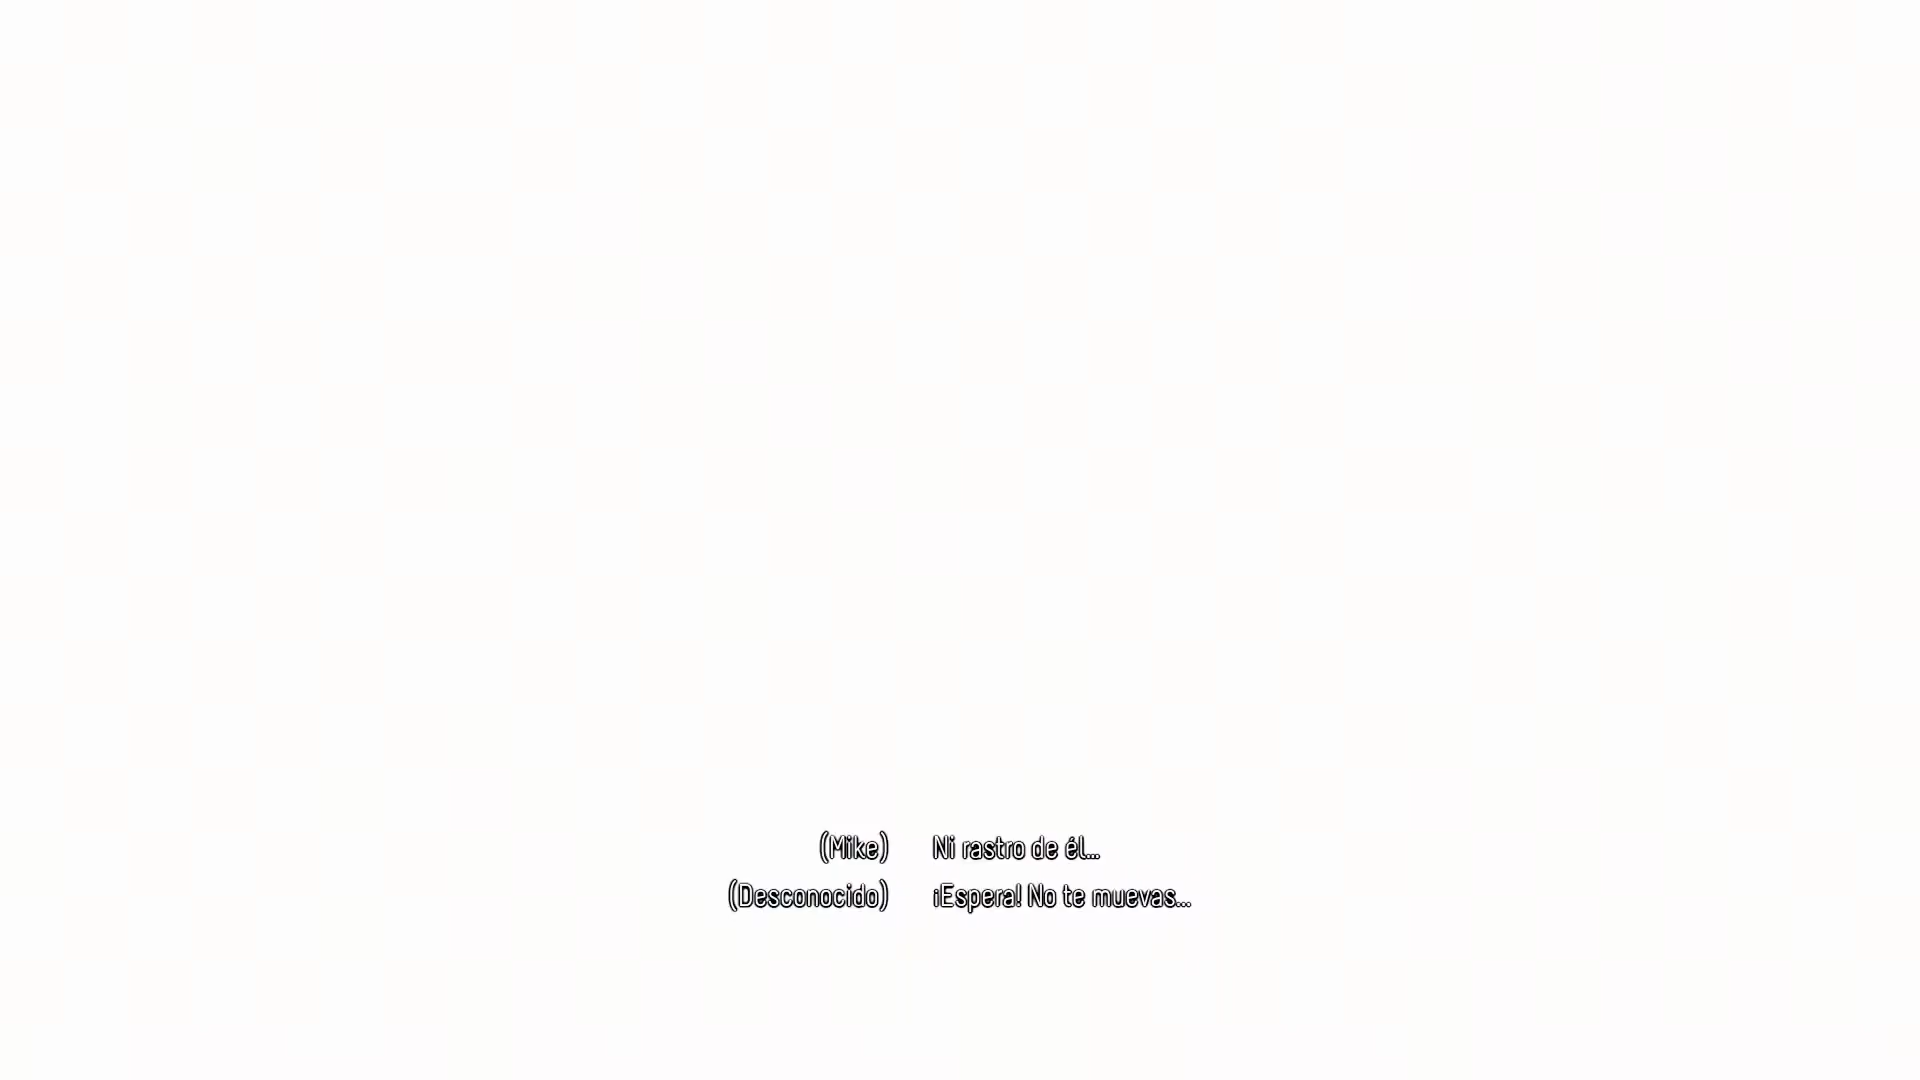 (Mike) Ni rastro de él...
(Desconocido) ¡Espera! No te muevas...